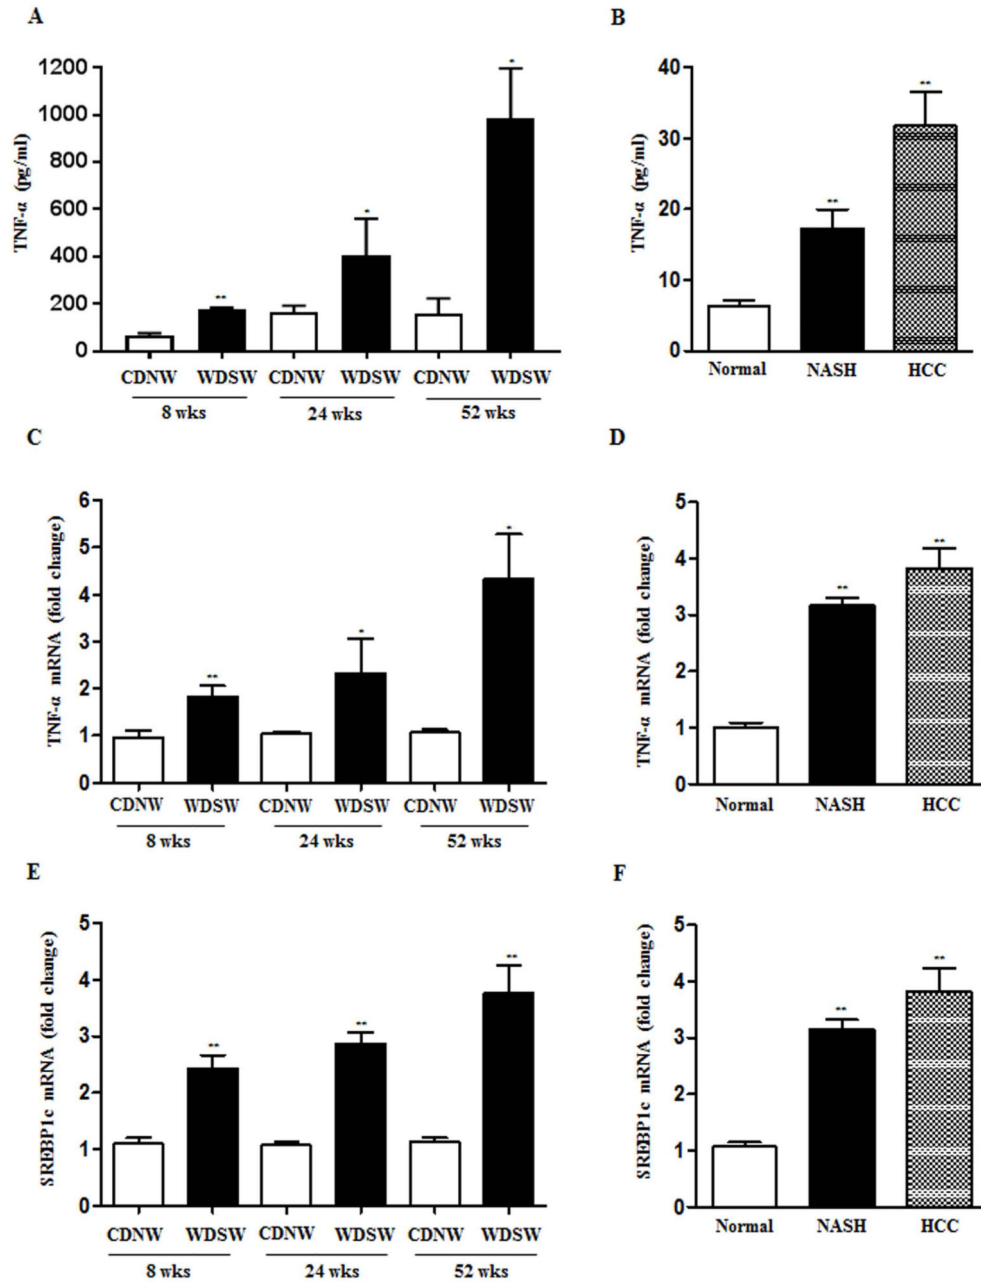 A
B
1200
1000
800
600
400
200
0
TNF-α (pg/ml)
**
*
*
CDNW WDSW CDNW WDSW CDNW WDSW
8 wks 24 wks 52 wks
40
30
20
10
0
TNF-α (pg/ml)
**
**
Normal NASH HCC
C
D
6
5
4
3
2
1
0
TNF-α mRNA (fold change)
**
*
*
CDNW WDSW CDNW WDSW CDNW WDSW
8 wks 24 wks 52 wks
5
4
3
2
1
0
TNF-α mRNA (fold change)
**
**
Normal NASH HCC
E
F
5
4
3
2
1
0
SREBP1c mRNA (fold change)
**
**
**
CDNW WDSW CDNW WDSW CDNW WDSW
8 wks 24 wks 52 wks
5
4
3
2
1
0
SREBP1c mRNA (fold change)
**
**
Normal NASH HCC